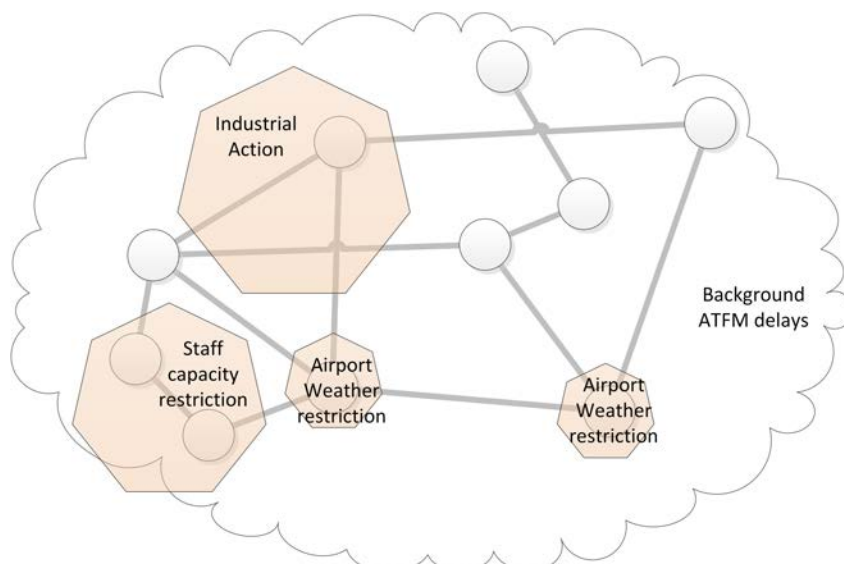 Industrial
Action
Background
ATFM delays
Staff
capacity
restriction
Airport
Weather
restriction
Airport
Weather
restriction